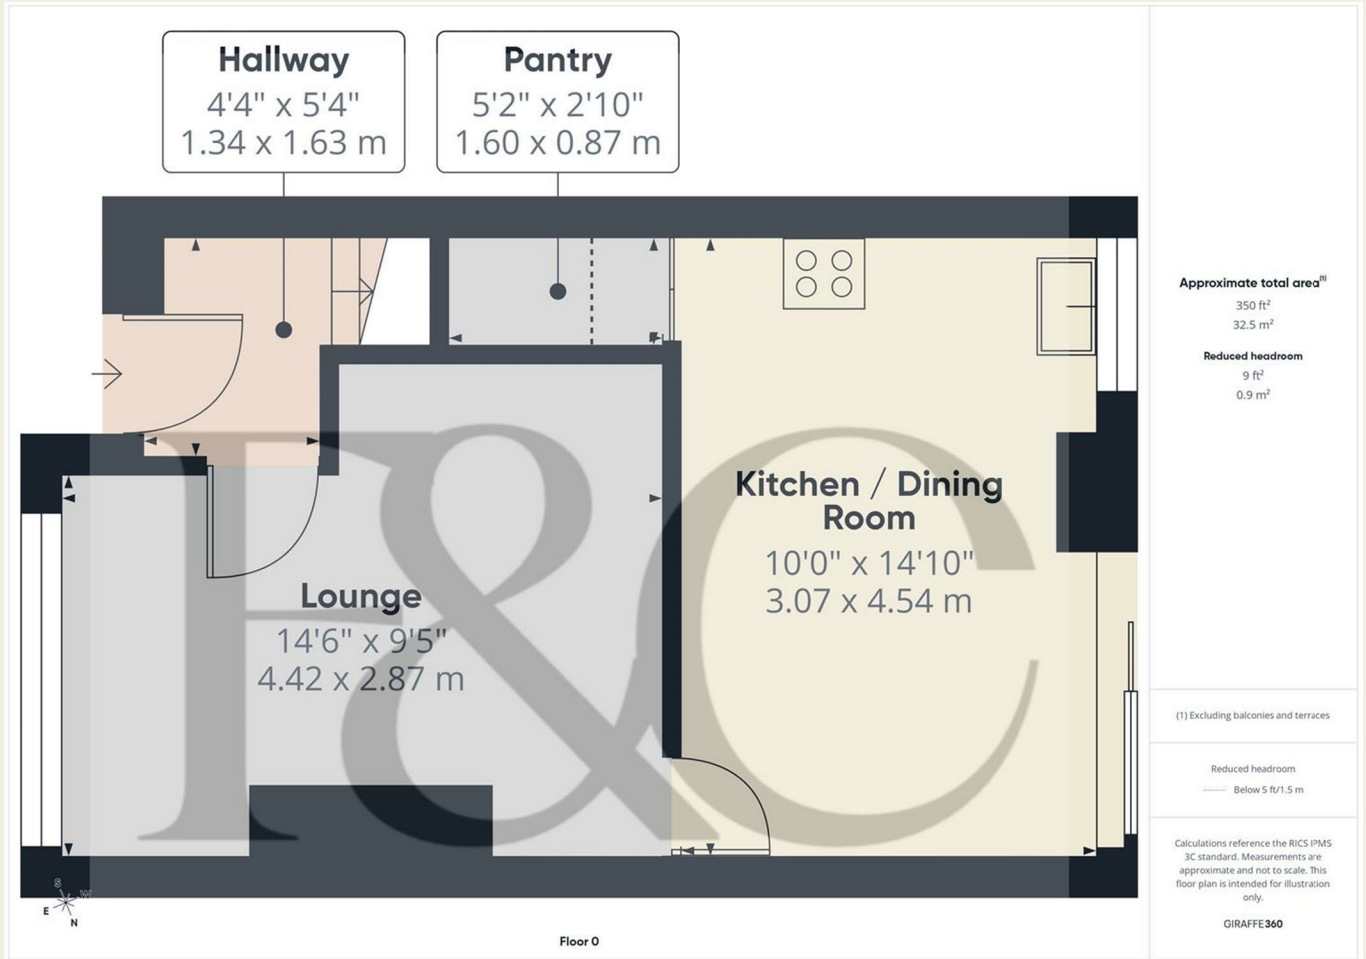 Hallway
4'4" x 5'4"
1.34 x 1.63 m
Pantry
5'2" x 2'10"
1.60 x 0.87 m
Kitchen / Dining
Room
10'0" x 14'10"
3.07 x 4.54 m
Lounge
14'6" x 9'5"
4.42 x 2.87 m
F&C
S
W
E
N
Floor 0
Approximate total area(1)
350 ft²
32.5 m²
Reduced headroom
9 ft²
0.9 m²
(1) Excluding balconies and terraces
Reduced headroom
Below 5 ft/1.5 m
Calculations reference the RICS IPMS
3C standard. Measurements are
approximate and not to scale. This
floor plan is intended for illustration
only.
GIRAFFE360